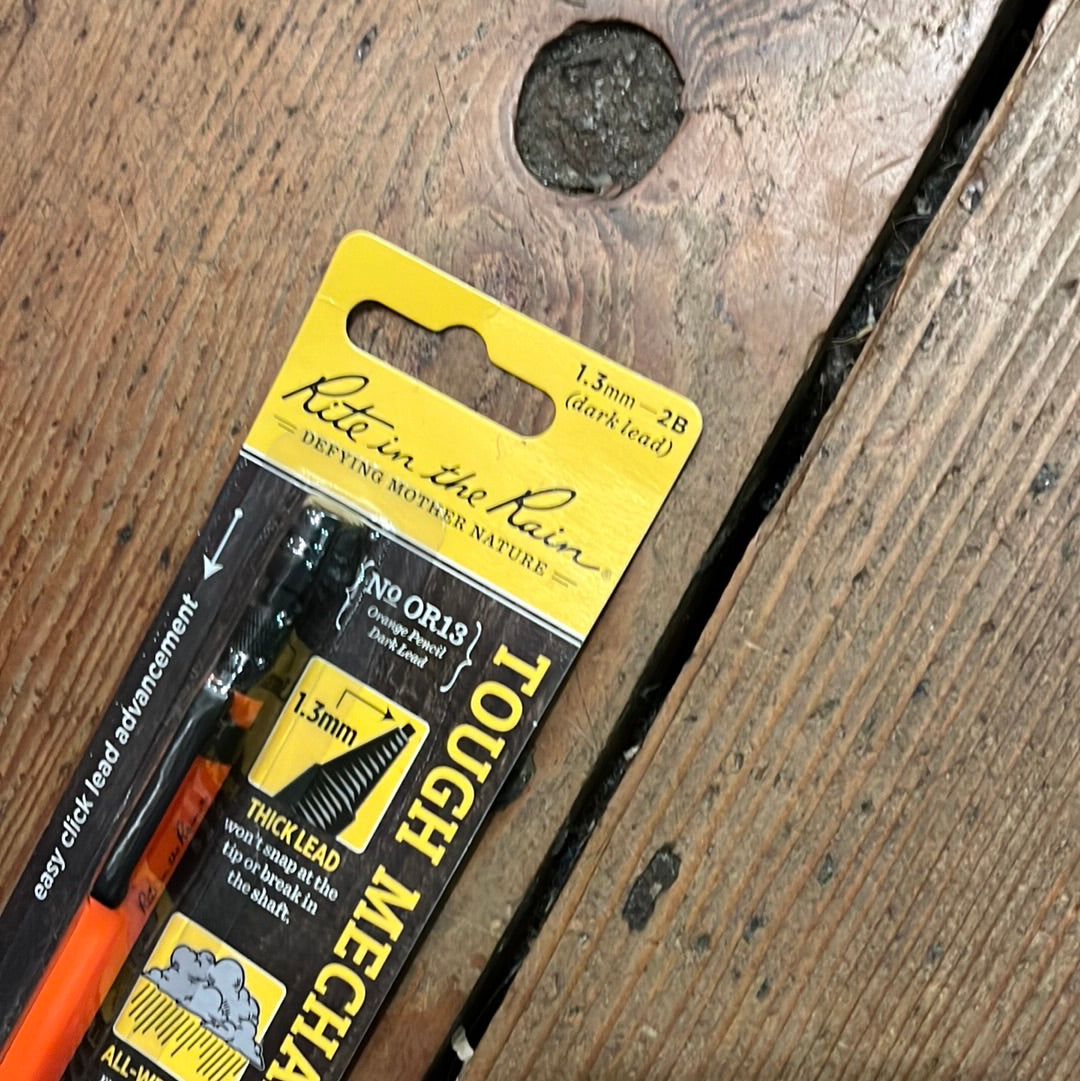 1.3mm — 2B
(dark lead)
Rite in the Rain®
DEFYING MOTHER NATURE
easy click lead advancement
Nº OR13
Orange Pencil
Dark Lead
1.3mm
THICK LEAD
won't snap at the
tip or break in
the shaft.
TOUGH MECHA
ALL-WE